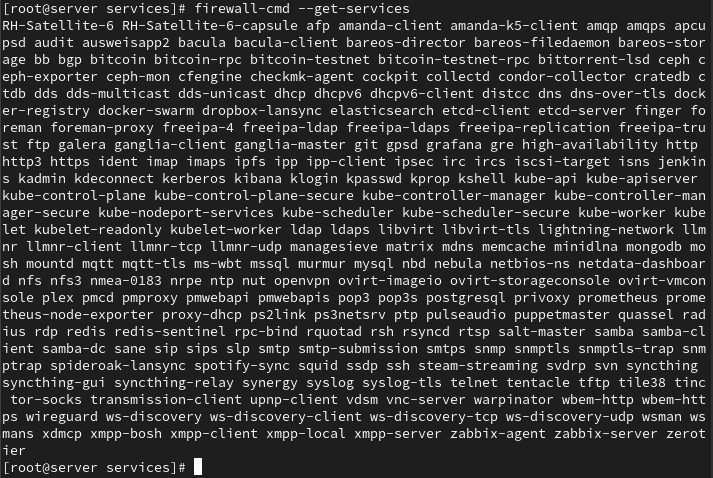 [root@server services]# firewall-cmd --get-services
RH-Satellite-6 RH-Satellite-6-capsule afp amanda-client amanda-k5-client amqp amqps apcu
psd audit ausweisapp2 bacula bacula-client bareos-director bareos-filedaemon bareos-stor
age bb bgp bitcoin bitcoin-rpc bitcoin-testnet bitcoin-testnet-rpc bittorrent-lsd ceph c
eph-exporter ceph-mon cfengine checkmk-agent cockpit collectd condor-collector cratedb c
tdb dds dds-multicast dds-unicast dhcp dhcpv6 dhcpv6-client distcc dns dns-over-tls dock
er-registry docker-swarm dropbox-lansync elasticsearch etcd-client etcd-server finger fo
reman foreman-proxy freeipa-4 freeipa-ldap freeipa-ldaps freeipa-replication freeipa-tru
st ftp galera ganglia-client ganglia-master git gpsd grafana gre high-availability http
http3 https ident imap imaps ipfs ipp ipp-client ipsec irc ircs iscsi-target isns jenkin
s kadmin kdeconnect kerberos kibana klogin kpasswd kprop kshell kube-api kube-apiserver
kube-control-plane kube-control-plane-secure kube-controller-manager kube-controller-man
ager-secure kube-nodeport-services kube-scheduler kube-scheduler-secure kube-worker kube
let kubelet-readonly kubelet-worker ldap ldaps libvirt libvirt-tls lightning-network llm
nr llmnr-client llmnr-tcp llmnr-udp managesieve matrix mdns memcache minidlna mongodb mo
sh mountd mqtt mqtt-tls ms-wbt mssql murmur mysql nbd nebula netbios-ns netdata-dashboar
d nfs nfs3 nmea-0183 nrpe ntp nut openvpn ovirt-imageio ovirt-storageconsole ovirt-vmcon
sole plex pmcd pmproxy pmwebapi pmwebapis pop3 pop3s postgresql privoxy prometheus prome
theus-node-exporter proxy-dhcp ps2link ps3netsrv ptp pulseaudio puppetmaster quassel rad
ius rdp redis redis-sentinel rpc-bind rquotad rsh rsyncd rtsp salt-master samba samba-cl
ient samba-dc sane sip sips slp smtp smtp-submission smtps snmp snmptls snmptls-trap snm
ptrap spideroak-lansync spotify-sync squid ssdp ssh steam-streaming svdrp svn syncthing
syncthing-gui syncthing-relay synergy syslog syslog-tls telnet tentacle tftp tile38 tinc
tor-socks transmission-client upnp-client vdsm vnc-server warpinator wbem-http wbem-htt
ps wireguard ws-discovery ws-discovery-client ws-discovery-tcp ws-discovery-udp wsman ws
mans xdmcp xmpp-bosh xmpp-client xmpp-local xmpp-server zabbix-agent zabbix-server zerot
ier
[root@server services]#